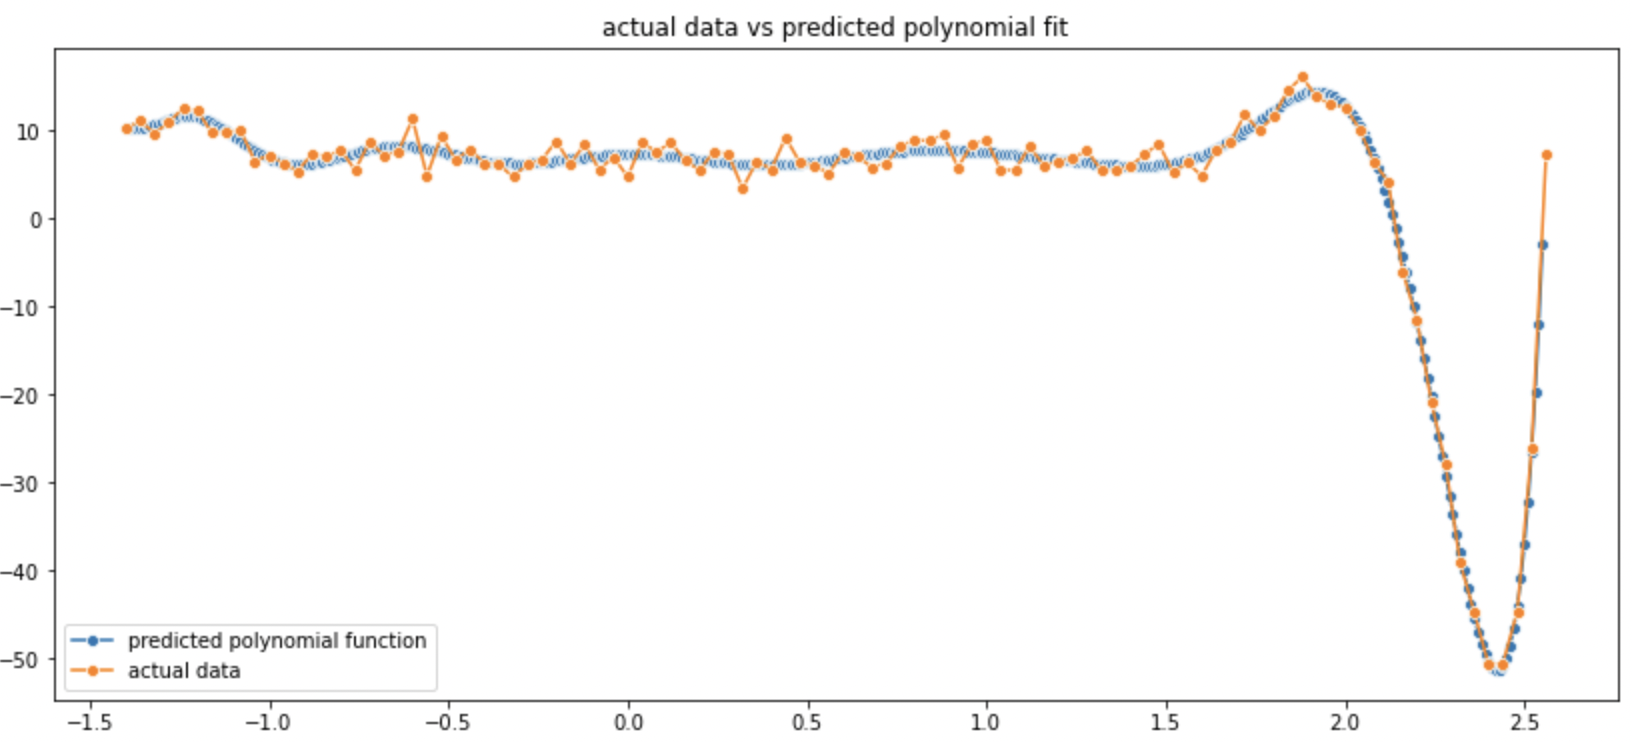 actual data vs predicted polynomial fit
10
0
−10
−20
−30
−40
−50
predicted polynomial function
actual data
−1.5 −1.0 −0.5 0.0 0.5 1.0 1.5 2.0 2.5